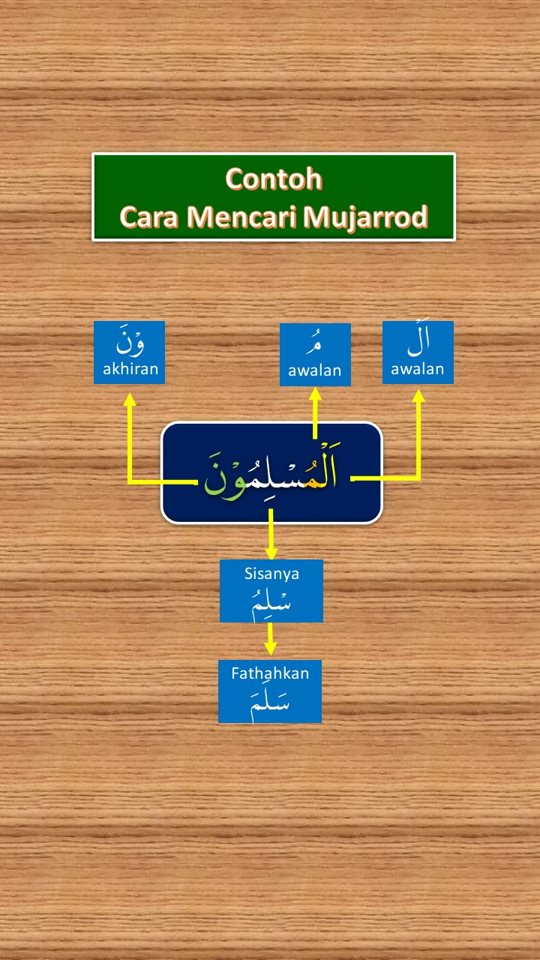 Contoh
Cara Mencari Mujarrod
وْنَ
akhiran
مُ
awalan
اَلْ
awalan
اَلْمُسْلِمُوْنَ
Sisanya
سْلِمُ
Fathahkan
سَلَمَ